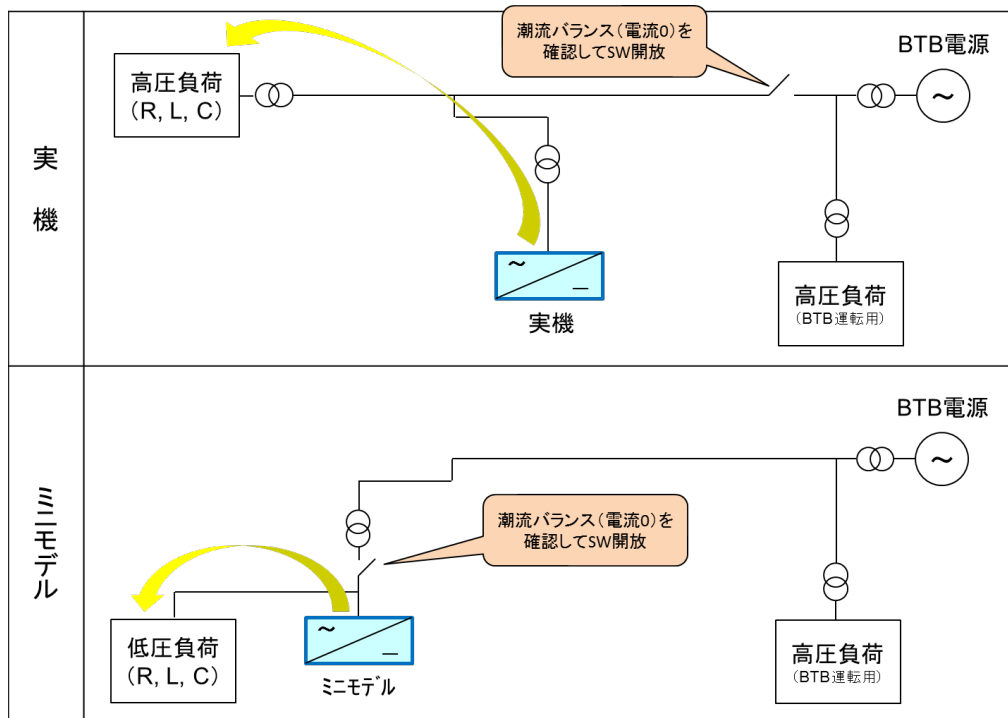 実機
潮流バランス（電流0）を
確認してSW開放
BTB電源
高圧負荷
（R, L, C）
～
～
－
実機
高圧負荷
（BTB運転用）
ミニモデル
BTB電源
潮流バランス（電流0）を
確認してSW開放
～
～
－
低圧負荷
（R, L, C）
ミニモデル
高圧負荷
（BTB運転用）